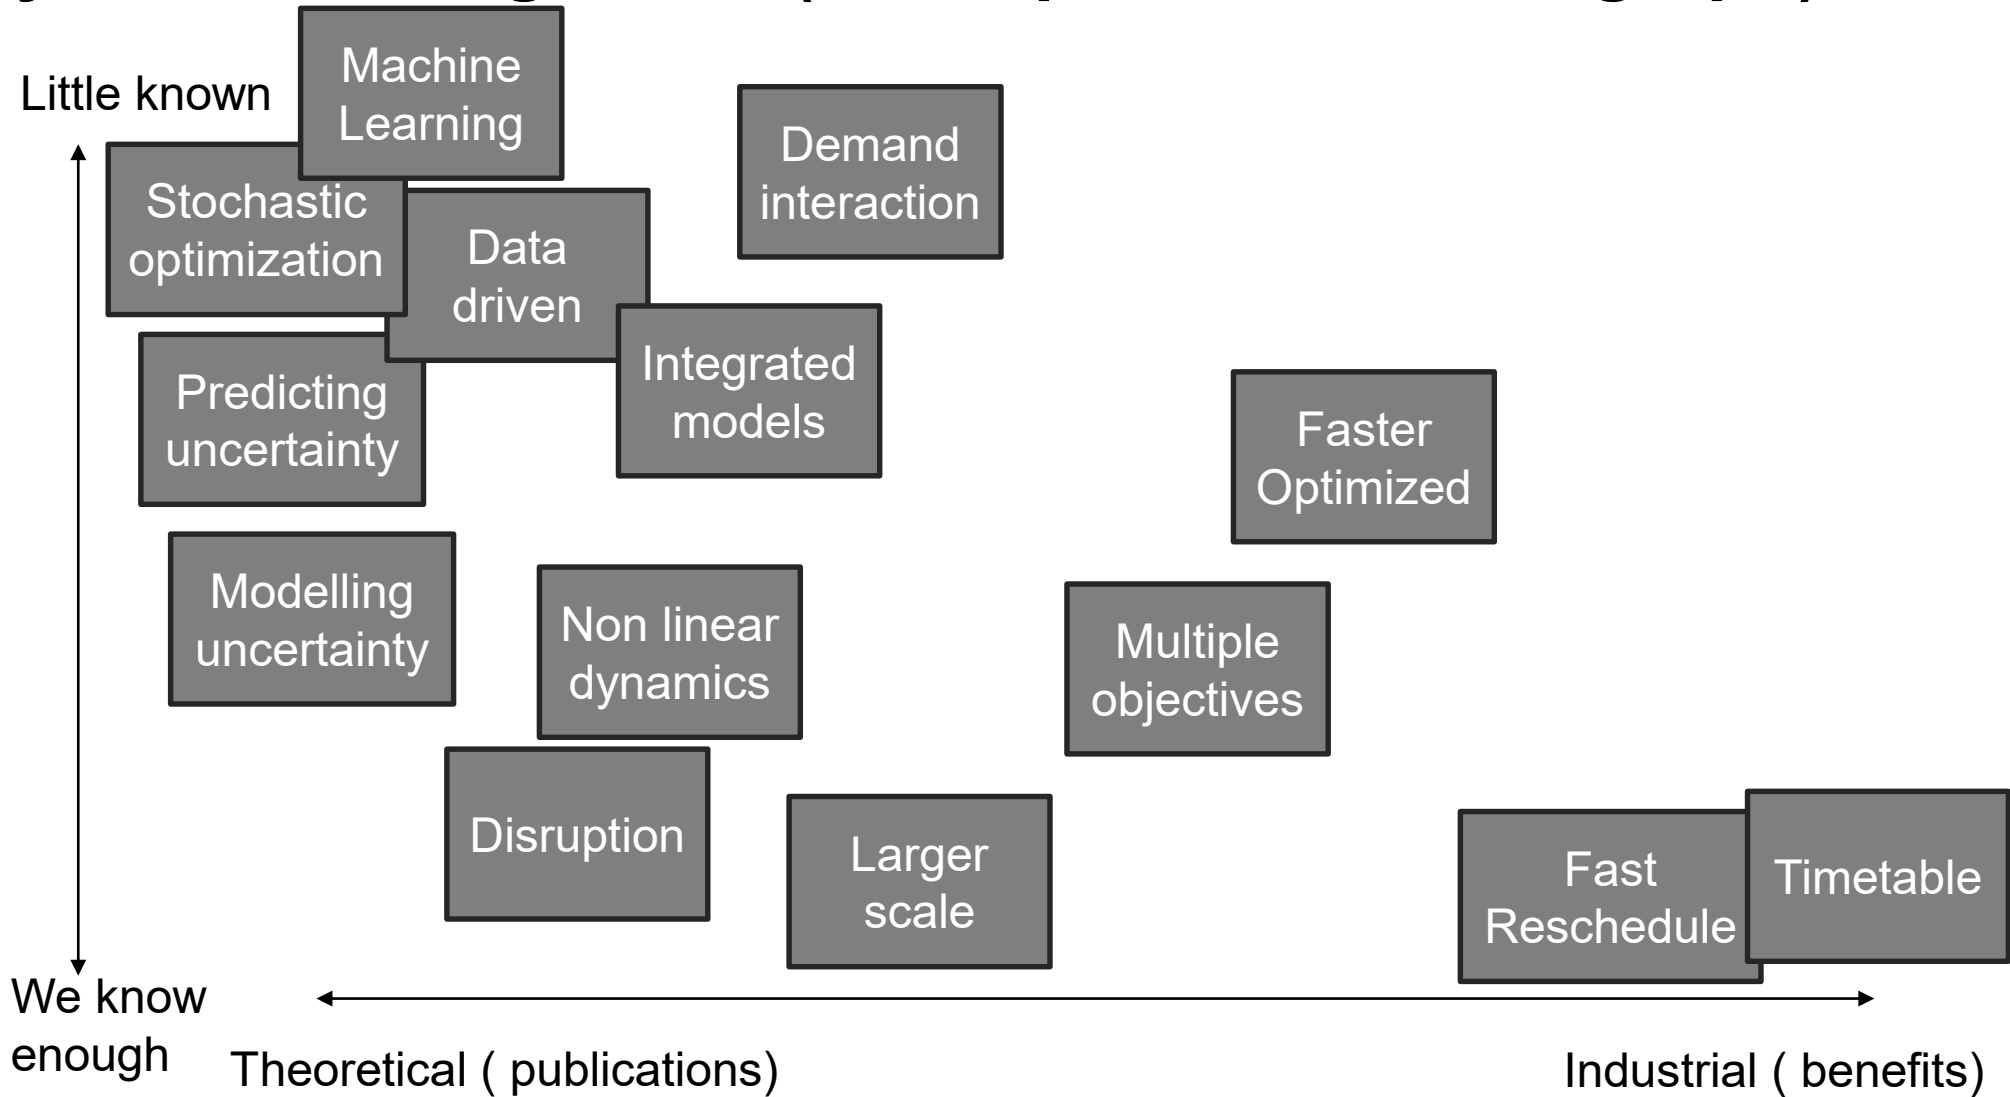 Little known
Machine
Learning
Demand
interaction
Stochastic
optimization
Data
driven
Integrated
models
Predicting
uncertainty
Faster
Optimized
Modelling
uncertainty
Non linear
dynamics
Multiple
objectives
Disruption
Larger
scale
Fast
Reschedule
Timetable
We know
enough
Theoretical ( publications)
Industrial ( benefits)